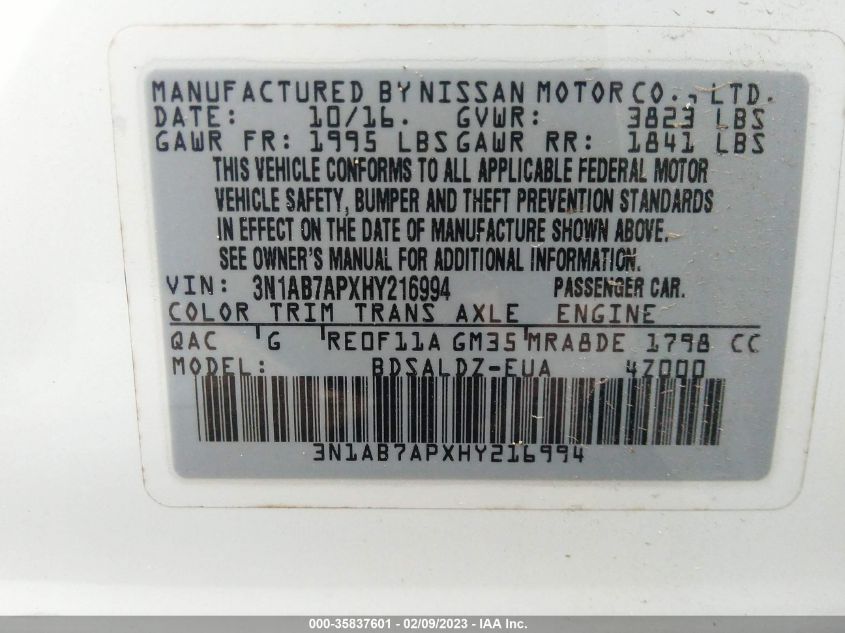 MANUFACTURED BY NISSAN MOTOR CO., LTD.
DATE: 10/16. GVWR: 3823 LBS
GAWR FR: 1995 LBS GAWR RR: 1841 LBS
THIS VEHICLE CONFORMS TO ALL APPLICABLE FEDERAL MOTOR
VEHICLE SAFETY, BUMPER AND THEFT PREVENTION STANDARDS
IN EFFECT ON THE DATE OF MANUFACTURE SHOWN ABOVE.
SEE OWNER'S MANUAL FOR ADDITIONAL INFORMATION.
VIN: 3N1AB7APXHY216994 PASSENGER CAR.
COLOR TRIM TRANS AXLE ENGINE
QAC G RE0F11A GM35 MRA8DE 1798 CC
MODEL: BDSALDZ-EUA 4Z000
3N1AB7APXHY216994
000-35837601 - 02/09/2023 - IAA Inc.